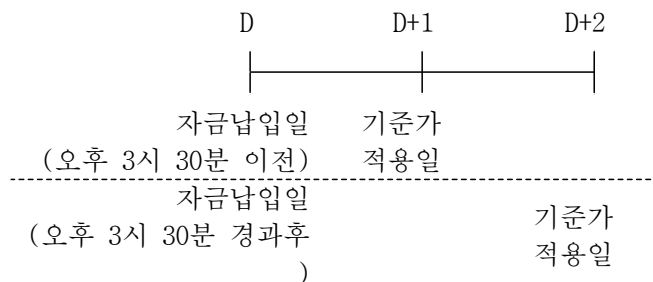 D D+1 D+2
자금납입일 기준가
(오후 3시 30분 이전) 적용일
자금납입일
(오후 3시 30분 경과후
)
기준가
적용일